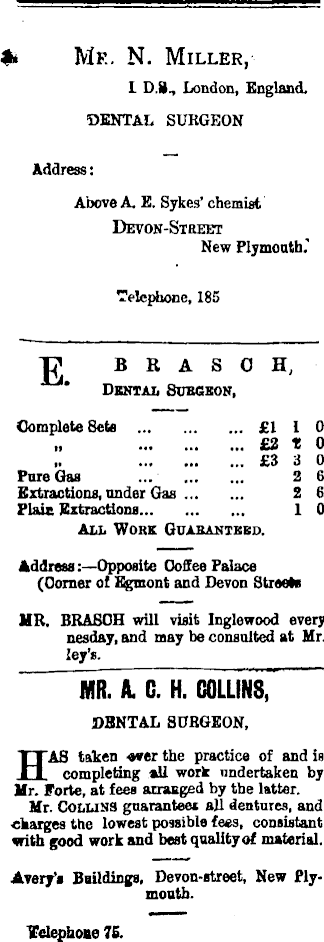 MR. N. MILLER,
L D.S., London, England.
DENTAL SURGEON
Address:
Above A. E. Sykes' chemist
DEVON-STREET
New Plymouth.
Telephone, 185
E. BRASCH,
DENTAL SURGEON,
Complete Sets ... ... ... £1 1 0
„ ... ... ... £2 2 0
„ ... ... ... £3 3 0
Pure Gas ... ... ... 2 6
Extractions, under Gas ... ... 2 6
Plain Extractions... ... ... 1 0
ALL WORK GUARANTEED.
Address:—Opposite Coffee Palace
(Corner of Egmont and Devon Streets
MR. BRASCH will visit Inglewood every
nesday, and may be consulted at Mr.
ley's.
MR. A. C. H. COLLINS,
DENTAL SURGEON,
HAS taken over the practice of and is
completing all work undertaken by
Mr. Forte, at fees arranged by the latter.
Mr. COLLINS guarantees all dentures, and
charges the lowest possible fees, consistant
with good work and best quality of material.
Avery's Buildings, Devon-street, New Ply-
mouth.
Telephone 75.